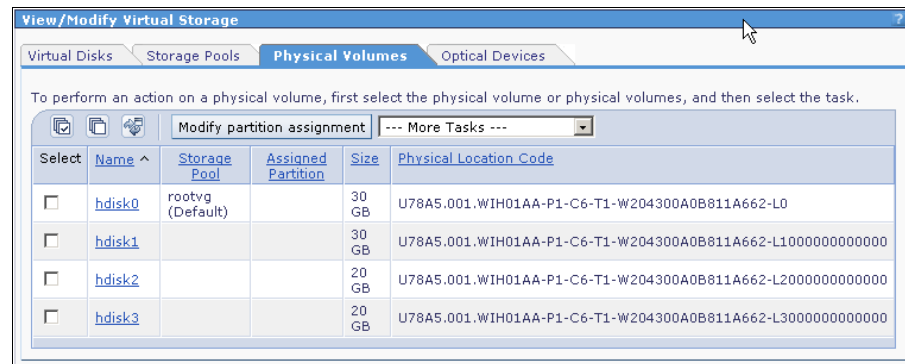 View/Modify Virtual Storage ?
Virtual Disks Storage Pools Physical Volumes Optical Devices
To perform an action on a physical volume, first select the physical volume or physical volumes, and then select the task.
Modify partition assignment --- More Tasks ---
Select Name ^ Storage Pool Assigned Partition Size Physical Location Code
hdisk0 rootvg (Default) 30 GB U78A5.001.WIH01AA-P1-C6-T1-W204300A0B811A662-L0
hdisk1 30 GB U78A5.001.WIH01AA-P1-C6-T1-W204300A0B811A662-L1000000000000
hdisk2 20 GB U78A5.001.WIH01AA-P1-C6-T1-W204300A0B811A662-L2000000000000
hdisk3 20 GB U78A5.001.WIH01AA-P1-C6-T1-W204300A0B811A662-L3000000000000